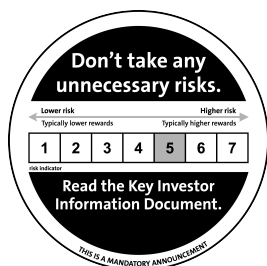 Don’t take any
unnecessary risks.
Lower risk Higher risk
Typically lower rewards Typically higher rewards
1 2 3 4 5 6 7
risk indicator
Read the Key Investor
Information Document.
THIS IS A MANDATORY ANNOUNCEMENT